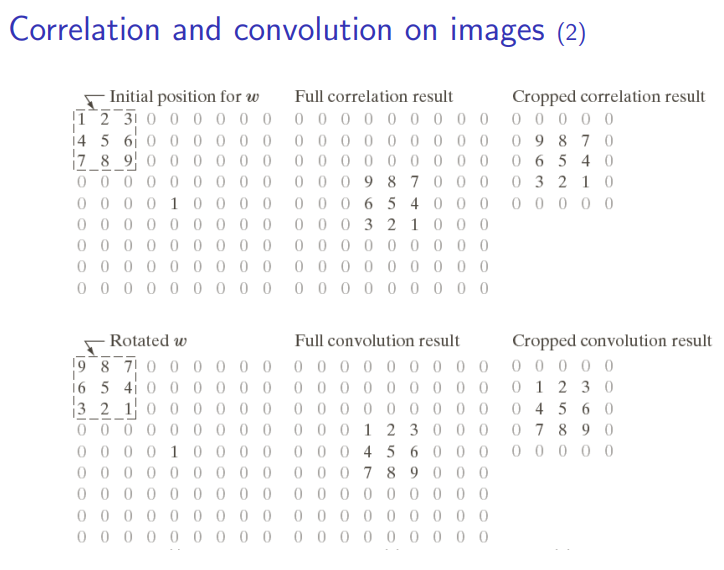 Correlation and convolution on images (2)
Initial position for w Full correlation result Cropped correlation result
1 2 3 0 0 0 0 0 0 0 0 0 0 0 0 0 0 0 0 0 0 0 0
4 5 6 0 0 0 0 0 0 0 0 0 0 0 0 0 0 0 0 9 8 7 0
7 8 9 0 0 0 0 0 0 0 0 0 0 0 0 0 0 0 0 6 5 4 0
0 0 0 0 0 0 0 0 0 0 0 0 9 8 7 0 0 0 0 3 2 1 0
0 0 0 0 1 0 0 0 0 0 0 0 6 5 4 0 0 0 0 0 0 0 0
0 0 0 0 0 0 0 0 0 0 0 0 3 2 1 0 0 0
0 0 0 0 0 0 0 0 0 0 0 0 0 0 0 0 0 0
0 0 0 0 0 0 0 0 0 0 0 0 0 0 0 0 0 0
0 0 0 0 0 0 0 0 0 0 0 0 0 0 0 0 0 0
Rotated w Full convolution result Cropped convolution result
9 8 7 0 0 0 0 0 0 0 0 0 0 0 0 0 0 0 0 0 0 0 0
6 5 4 0 0 0 0 0 0 0 0 0 0 0 0 0 0 0 0 1 2 3 0
3 2 1 0 0 0 0 0 0 0 0 0 0 0 0 0 0 0 0 4 5 6 0
0 0 0 0 0 0 0 0 0 0 0 0 1 2 3 0 0 0 0 7 8 9 0
0 0 0 0 1 0 0 0 0 0 0 0 4 5 6 0 0 0 0 0 0 0 0
0 0 0 0 0 0 0 0 0 0 0 0 7 8 9 0 0 0
0 0 0 0 0 0 0 0 0 0 0 0 0 0 0 0 0 0
0 0 0 0 0 0 0 0 0 0 0 0 0 0 0 0 0 0
0 0 0 0 0 0 0 0 0 0 0 0 0 0 0 0 0 0